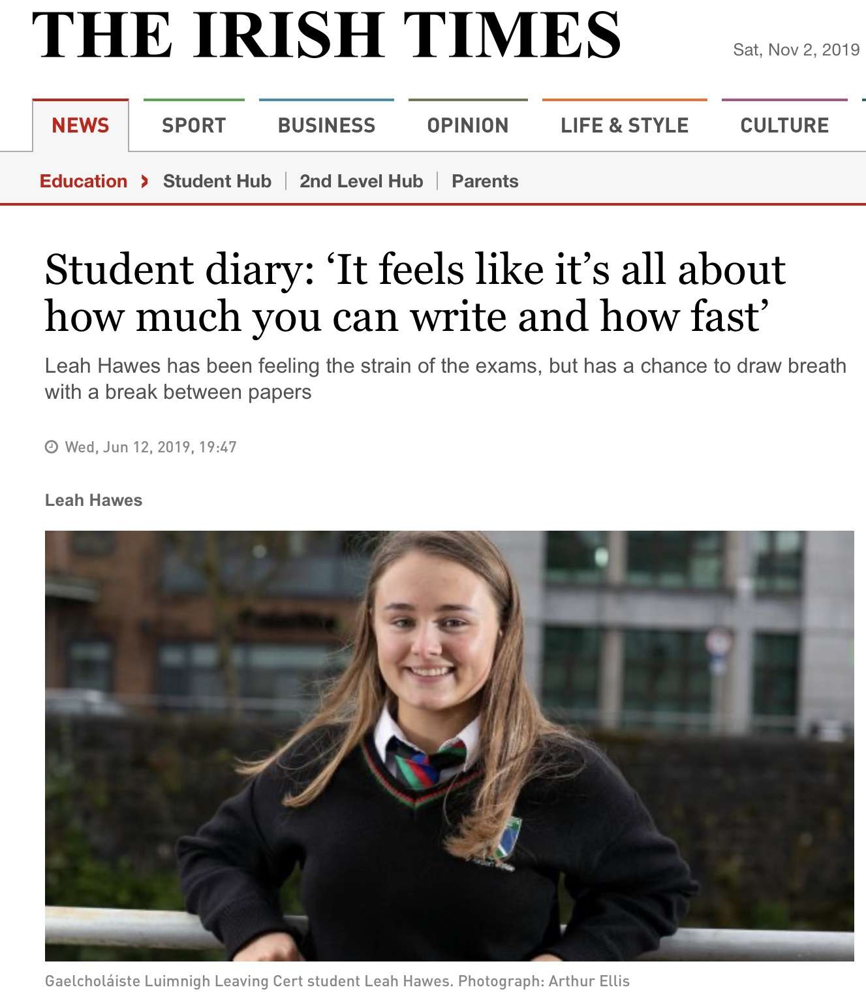 THE IRISH TIMES
Sat, Nov 2, 2019
NEWS SPORT BUSINESS OPINION LIFE & STYLE CULTURE
Education › Student Hub | 2nd Level Hub | Parents
Student diary: ‘It feels like it’s all about
how much you can write and how fast’
Leah Hawes has been feeling the strain of the exams, but has a chance to draw breath
with a break between papers
Wed, Jun 12, 2019, 19:47
Leah Hawes
Gaelcholáiste Luimnigh Leaving Cert student Leah Hawes. Photograph: Arthur Ellis